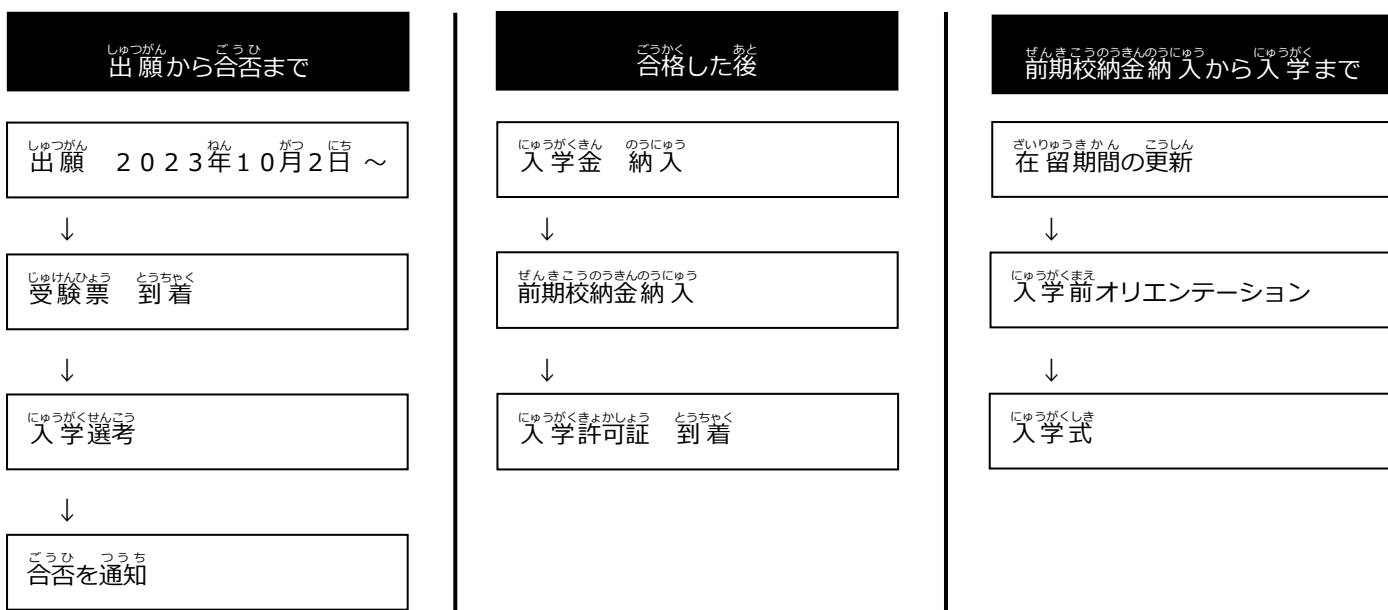 出願から合否まで
出願　２０２３年１０月２日～
↓
受験票　到着
↓
入学選考
↓
合否を通知
合格した後
入学金　納入
↓
前期校納金納入
↓
入学許可証　到着
前期校納金納入から入学まで
在留期間の更新
↓
入学前オリエンテーション
↓
入学式